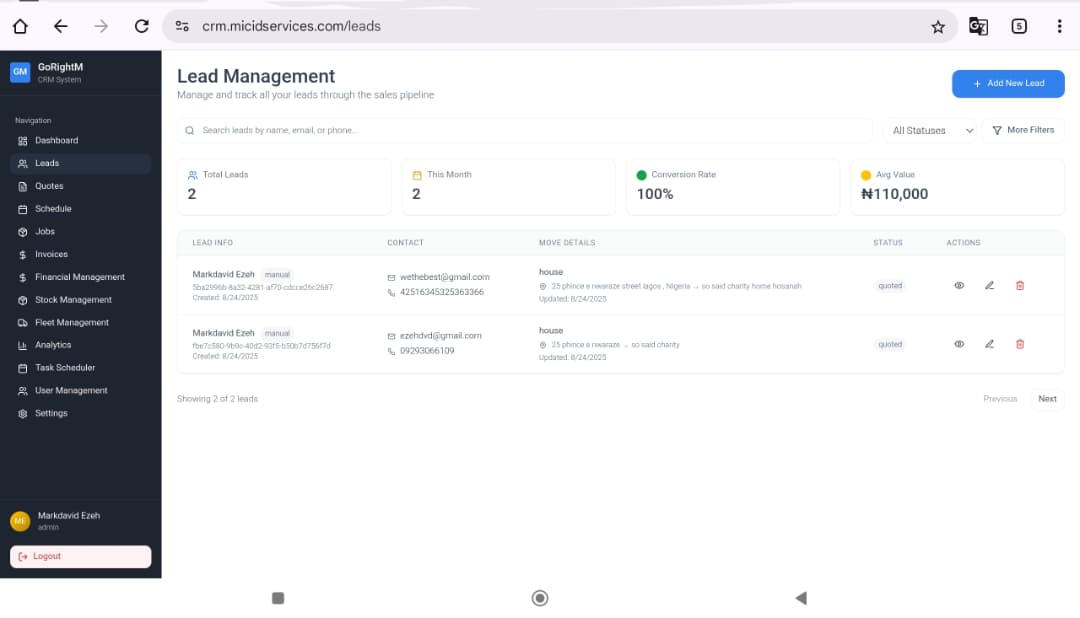 crm.micidservices.com/leads
5
GM
GoRightM
CRM System
Navigation
Dashboard
Leads
Quotes
Schedule
Jobs
Invoices
Financial Management
Stock Management
Fleet Management
Analytics
Task Scheduler
User Management
Settings
ME
Markdavid Ezeh
admin
Logout
Lead Management
Manage and track all your leads through the sales pipeline
+ Add New Lead
Search leads by name, email, or phone...
All Statuses
More Filters
Total Leads
2
This Month
2
Conversion Rate
100%
Avg Value
₦110,000
LEAD INFO CONTACT MOVE DETAILS STATUS ACTIONS
Markdavid Ezeh manual
5ba2996b-8a32-4281-af70-cdcce26c2687
Created: 8/24/2025
wethebest@gmail.com
42516345325363366
house
25 phince e nwaraze street lagos , Nigeria → so said charity home hosanah
Updated: 8/24/2025
quoted
Markdavid Ezeh manual
fbe7c580-9b9c-40d2-93f5-b50b7d756f7d
Created: 8/24/2025
ezehdvd@gmail.com
09293066109
house
25 phince e nwaraze → so said charity
Updated: 8/24/2025
quoted
Showing 2 of 2 leads
Previous
Next